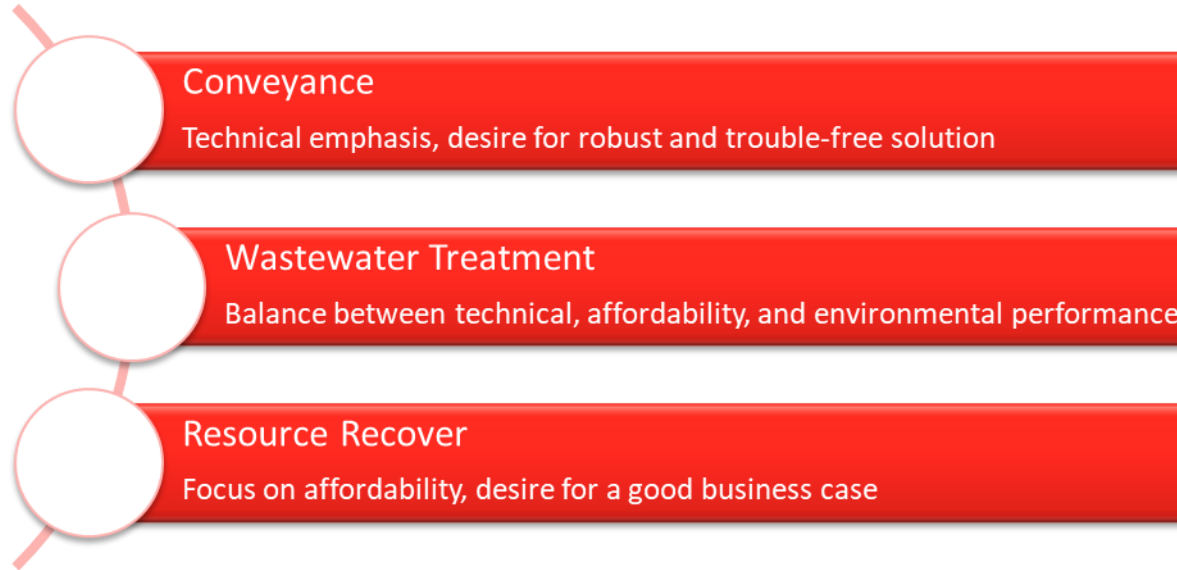 Conveyance
Technical emphasis, desire for robust and trouble-free solution
Wastewater Treatment
Balance between technical, affordability, and environmental performance
Resource Recover
Focus on affordability, desire for a good business case